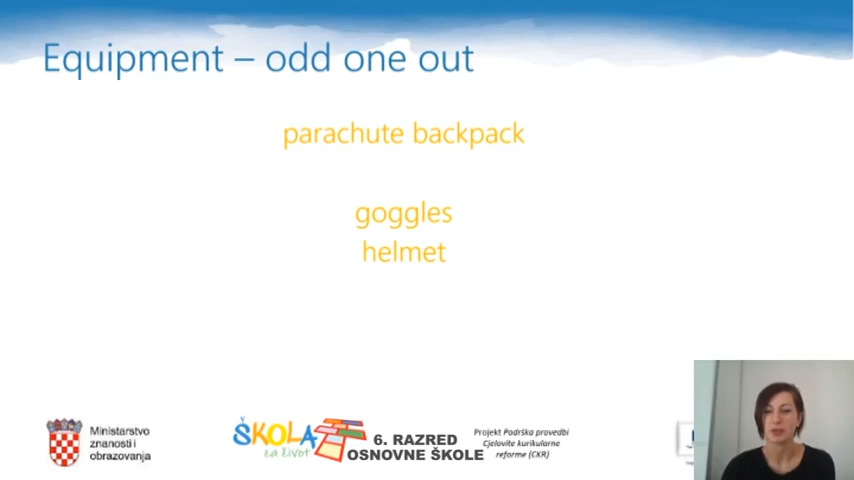 Equipment – odd one out
parachute backpack
goggles
helmet
Ministarstvo
znanosti i
obrazovanja
ŠKOLA
za život
6. RAZRED
OSNOVNE ŠKOLE
Projekt Podrška provedbi
Cjelovite kurikularne
reforme (CKR)